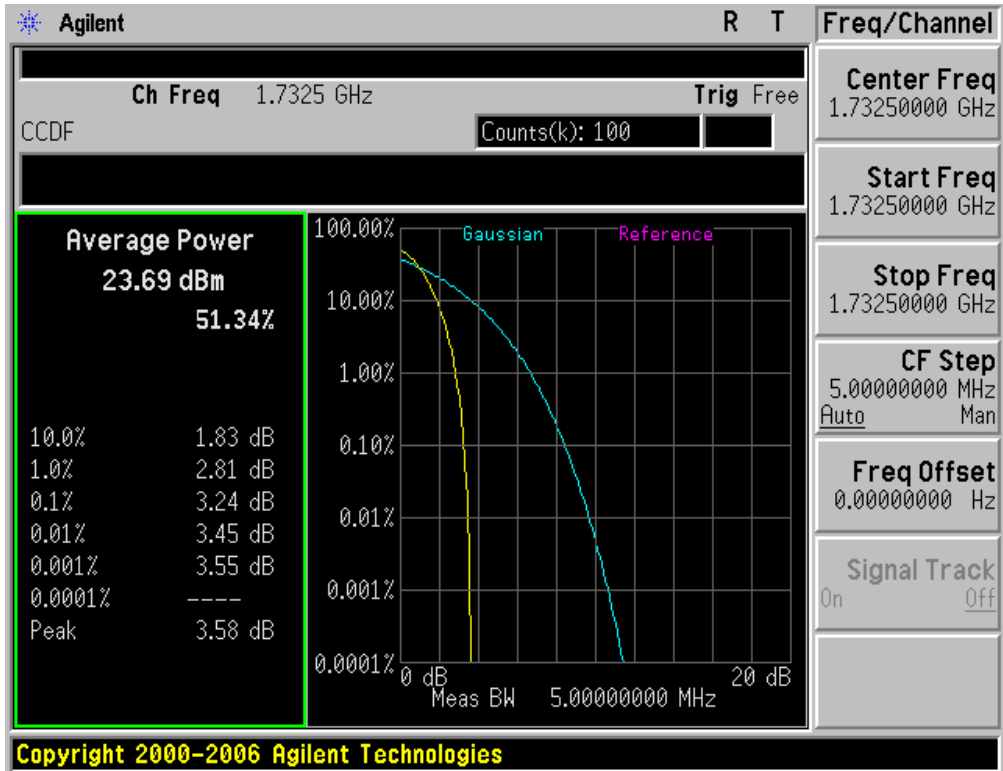 Agilent R T
Ch Freq 1.7325 GHz Trig Free
CCDF Counts(k): 100
Average Power
23.69 dBm
51.34%
10.0% 1.83 dB
1.0% 2.81 dB
0.1% 3.24 dB
0.01% 3.45 dB
0.001% 3.55 dB
0.0001% ----
Peak 3.58 dB
Gaussian Reference
100.00%
10.00%
1.00%
0.10%
0.01%
0.001%
0.0001%
0 dB 20 dB
Meas BW 5.00000000 MHz
Freq/Channel
Center Freq
1.73250000 GHz
Start Freq
1.73250000 GHz
Stop Freq
1.73250000 GHz
CF Step
5.00000000 MHz
Auto Man
Freq Offset
0.00000000 Hz
Signal Track
On Off
Copyright 2000-2006 Agilent Technologies